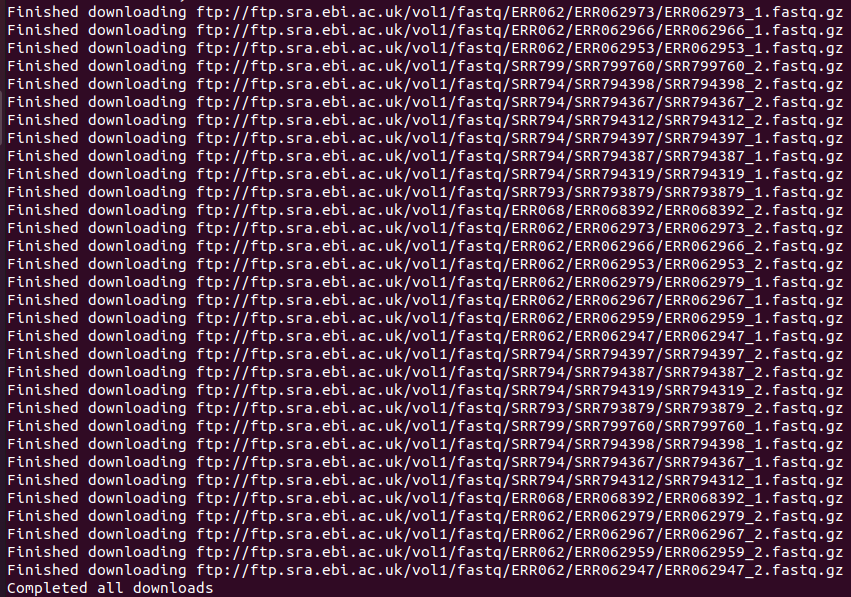 Finished downloading ftp://ftp.sra.ebi.ac.uk/vol1/fastq/ERR062/ERR062973/ERR062973_1.fastq.gz
Finished downloading ftp://ftp.sra.ebi.ac.uk/vol1/fastq/ERR062/ERR062966/ERR062966_1.fastq.gz
Finished downloading ftp://ftp.sra.ebi.ac.uk/vol1/fastq/ERR062/ERR062953/ERR062953_1.fastq.gz
Finished downloading ftp://ftp.sra.ebi.ac.uk/vol1/fastq/SRR799/SRR799760/SRR799760_2.fastq.gz
Finished downloading ftp://ftp.sra.ebi.ac.uk/vol1/fastq/SRR794/SRR794398/SRR794398_2.fastq.gz
Finished downloading ftp://ftp.sra.ebi.ac.uk/vol1/fastq/SRR794/SRR794367/SRR794367_2.fastq.gz
Finished downloading ftp://ftp.sra.ebi.ac.uk/vol1/fastq/SRR794/SRR794312/SRR794312_2.fastq.gz
Finished downloading ftp://ftp.sra.ebi.ac.uk/vol1/fastq/SRR794/SRR794397/SRR794397_1.fastq.gz
Finished downloading ftp://ftp.sra.ebi.ac.uk/vol1/fastq/SRR794/SRR794387/SRR794387_1.fastq.gz
Finished downloading ftp://ftp.sra.ebi.ac.uk/vol1/fastq/SRR794/SRR794319/SRR794319_1.fastq.gz
Finished downloading ftp://ftp.sra.ebi.ac.uk/vol1/fastq/SRR793/SRR793879/SRR793879_1.fastq.gz
Finished downloading ftp://ftp.sra.ebi.ac.uk/vol1/fastq/ERR068/ERR068392/ERR068392_2.fastq.gz
Finished downloading ftp://ftp.sra.ebi.ac.uk/vol1/fastq/ERR062/ERR062973/ERR062973_2.fastq.gz
Finished downloading ftp://ftp.sra.ebi.ac.uk/vol1/fastq/ERR062/ERR062966/ERR062966_2.fastq.gz
Finished downloading ftp://ftp.sra.ebi.ac.uk/vol1/fastq/ERR062/ERR062953/ERR062953_2.fastq.gz
Finished downloading ftp://ftp.sra.ebi.ac.uk/vol1/fastq/ERR062/ERR062979/ERR062979_1.fastq.gz
Finished downloading ftp://ftp.sra.ebi.ac.uk/vol1/fastq/ERR062/ERR062967/ERR062967_1.fastq.gz
Finished downloading ftp://ftp.sra.ebi.ac.uk/vol1/fastq/ERR062/ERR062959/ERR062959_1.fastq.gz
Finished downloading ftp://ftp.sra.ebi.ac.uk/vol1/fastq/ERR062/ERR062947/ERR062947_1.fastq.gz
Finished downloading ftp://ftp.sra.ebi.ac.uk/vol1/fastq/SRR794/SRR794397/SRR794397_2.fastq.gz
Finished downloading ftp://ftp.sra.ebi.ac.uk/vol1/fastq/SRR794/SRR794387/SRR794387_2.fastq.gz
Finished downloading ftp://ftp.sra.ebi.ac.uk/vol1/fastq/SRR794/SRR794319/SRR794319_2.fastq.gz
Finished downloading ftp://ftp.sra.ebi.ac.uk/vol1/fastq/SRR793/SRR793879/SRR793879_2.fastq.gz
Finished downloading ftp://ftp.sra.ebi.ac.uk/vol1/fastq/SRR799/SRR799760/SRR799760_1.fastq.gz
Finished downloading ftp://ftp.sra.ebi.ac.uk/vol1/fastq/SRR794/SRR794398/SRR794398_1.fastq.gz
Finished downloading ftp://ftp.sra.ebi.ac.uk/vol1/fastq/SRR794/SRR794367/SRR794367_1.fastq.gz
Finished downloading ftp://ftp.sra.ebi.ac.uk/vol1/fastq/SRR794/SRR794312/SRR794312_1.fastq.gz
Finished downloading ftp://ftp.sra.ebi.ac.uk/vol1/fastq/ERR068/ERR068392/ERR068392_1.fastq.gz
Finished downloading ftp://ftp.sra.ebi.ac.uk/vol1/fastq/ERR062/ERR062979/ERR062979_2.fastq.gz
Finished downloading ftp://ftp.sra.ebi.ac.uk/vol1/fastq/ERR062/ERR062967/ERR062967_2.fastq.gz
Finished downloading ftp://ftp.sra.ebi.ac.uk/vol1/fastq/ERR062/ERR062959/ERR062959_2.fastq.gz
Finished downloading ftp://ftp.sra.ebi.ac.uk/vol1/fastq/ERR062/ERR062947/ERR062947_2.fastq.gz
Completed all downloads